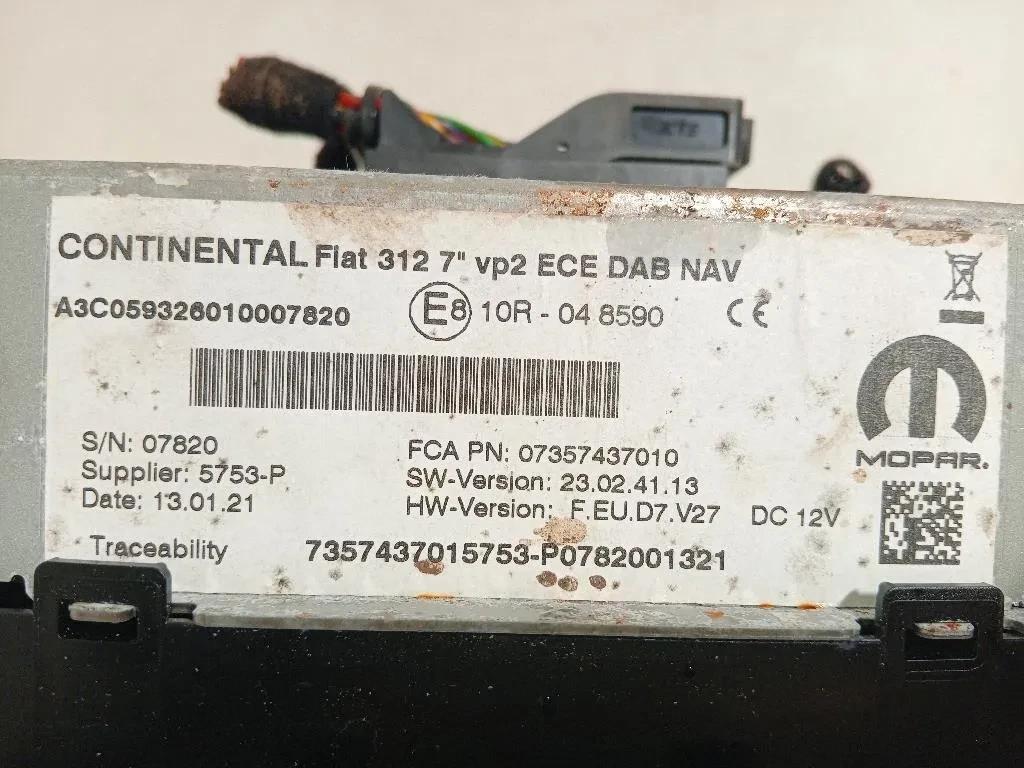 CONTINENTAL Fiat 312 7" vp2 ECE DAB NAV
A3C059326010007820
E8 10R - 04 8590 CE
S/N: 07820
Supplier: 5753-P
Date: 13.01.21
FCA PN: 07357437010
SW-Version: 23.02.41.13
HW-Version: F.EU.D7.V27 DC 12V
MOPAR.
Traceability 7357437015753-P0782001321